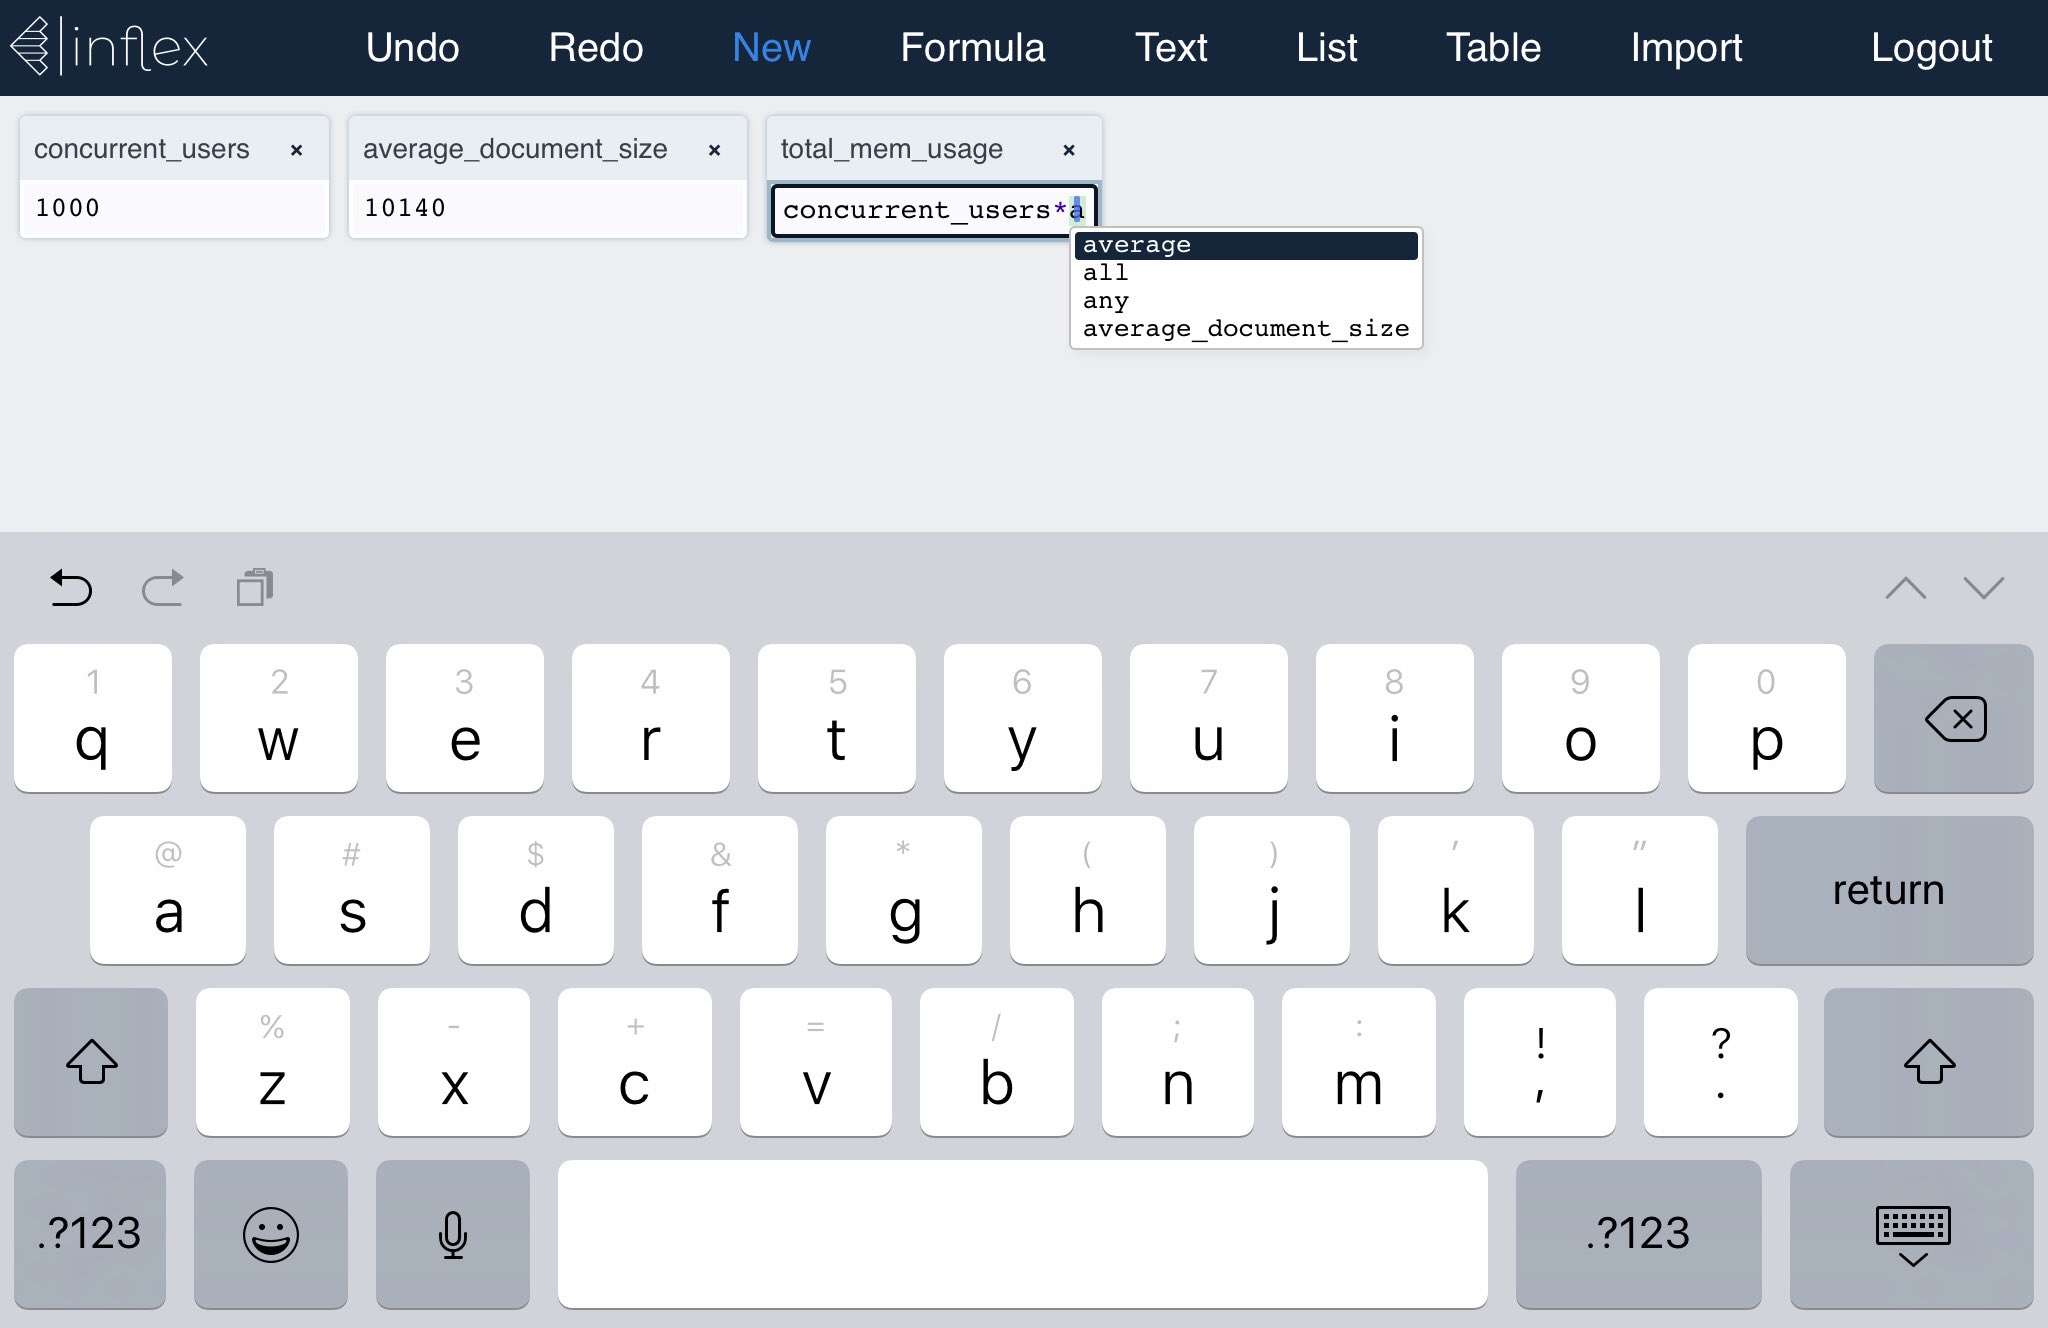 inflex Undo Redo New Formula Text List Table Import Logout
concurrent_users × average_document_size × total_mem_usage ×
1000 10140 concurrent_users*a
average
all
any
average_document_size
1 2 3 4 5 6 7 8 9 0
q w e r t y u i o p
@ # $ & * ( ) ' "
a s d f g h j k l return
% - + = / ; : ! ?
z x c v b n m , .
.?123 .?123